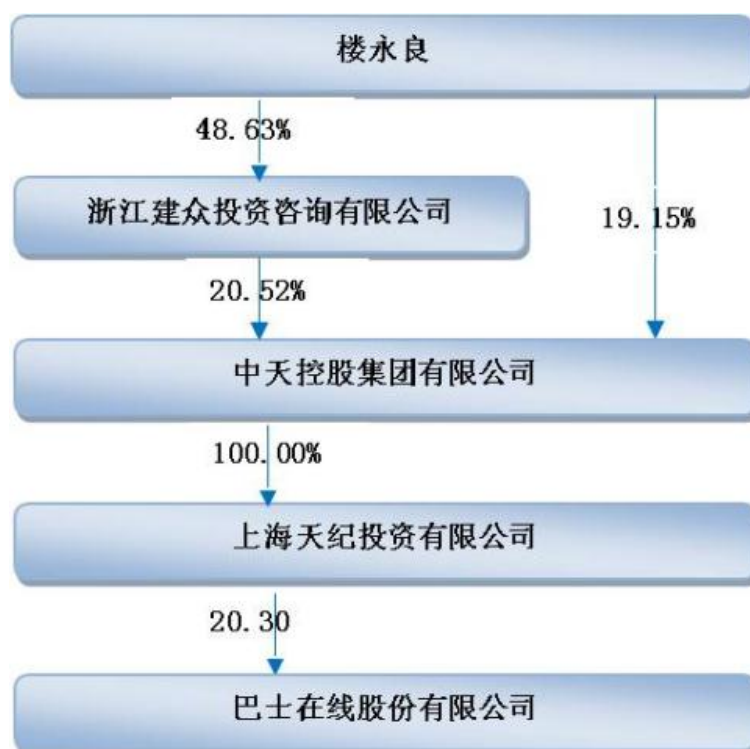 楼永良
48.63%
浙江建众投资咨询有限公司
19.15%
20.52%
中天控股集团有限公司
100.00%
上海天纪投资有限公司
20.30
巴士在线股份有限公司